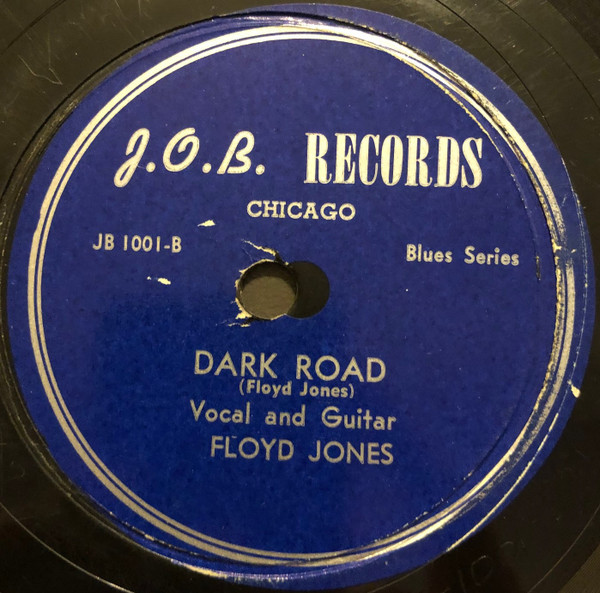 J.O.B. RECORDS
CHICAGO
JB 1001-B
Blues Series
DARK ROAD
(Floyd Jones)
Vocal and Guitar
FLOYD JONES